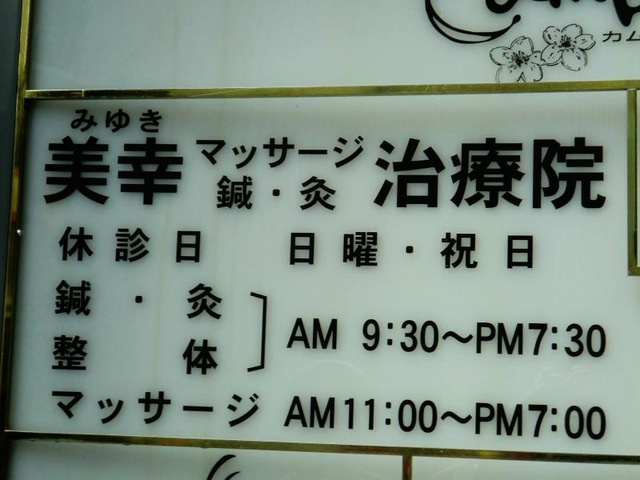 カム
みゆき
美幸 マッサージ 鍼・灸 治療院
休診日 日曜・祝日
鍼・灸
整体
AM 9:30～PM7:30
マッサージ AM11:00～PM7:00